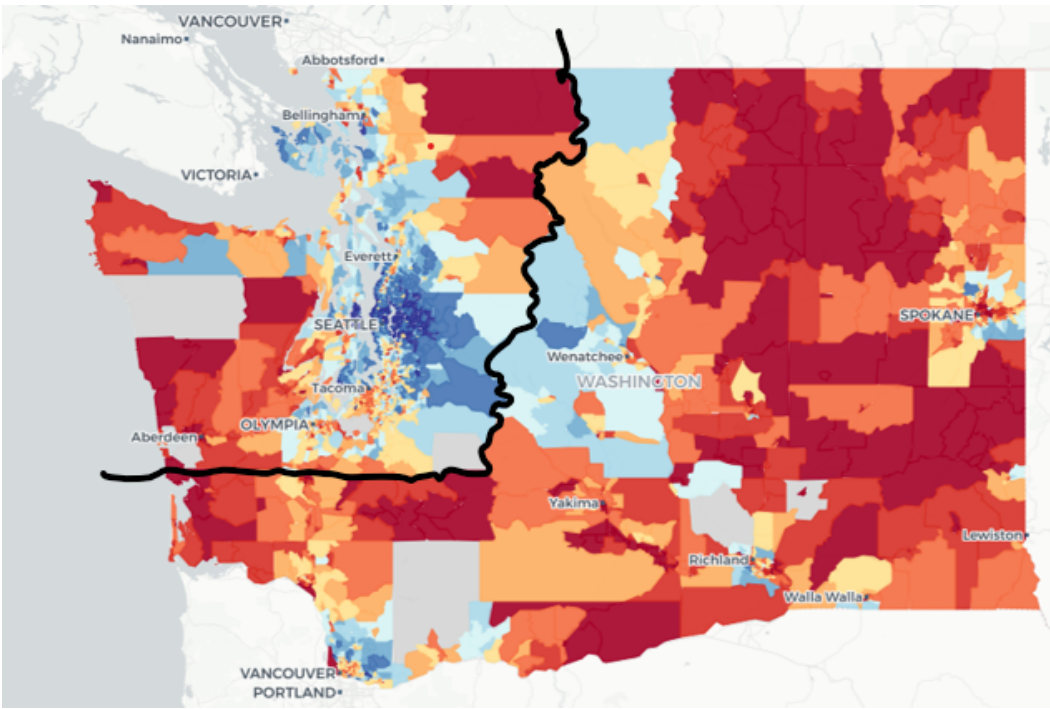 VANCOUVER
Nanaimo
Abbotsford
Bellingham
VICTORIA
Everett
SPOKANE
SEATTLE
Wenatchee
WASHINGTON
Tacoma
OLYMPIA
Aberdeen
Yakima
Lewiston
Richland
Walla Walla
VANCOUVER
PORTLAND